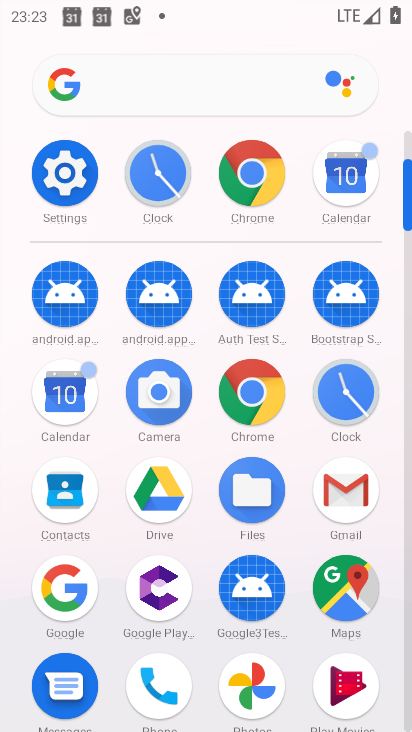 23:23 31 31 LTE
Settings Clock Chrome Calendar
10
android.ap... android.app... Auth Test S... Bootstrap S...
10
Calendar Camera Chrome Clock
Contacts Drive Files Gmail
Google Google Play... Google3Tes... Maps
Messages Phone Photos Play Movies